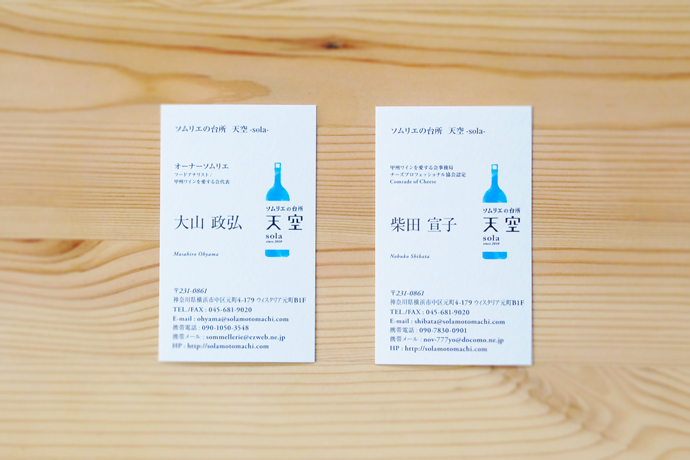 ソムリエの台所 天空 -sola-
オーナーソムリエ
フードアナリスト /
甲州ワインを愛する会代表
大山 政弘
Masahiro Ohyama
ソムリエの台所
天空
sola
since 2010
〒231-0861
神奈川県横浜市中区元町4-179 ウィスタリア元町B1F
TEL./FAX : 045-681-9020
E-mail : ohyama@solamotomachi.com
携帯電話 : 090-1050-3548
携帯メール : sommellerie@ezweb.ne.jp
HP : http://solamotomachi.com
ソムリエの台所 天空 -sola-
甲州ワインを愛する会事務局
チーズプロフェッショナル協会認定
Comrade of Cheese
柴田 宣子
Nobuko Shibata
ソムリエの台所
天空
sola
since 2010
〒231-0861
神奈川県横浜市中区元町4-179 ウィスタリア元町B1F
TEL./FAX : 045-681-9020
E-mail : shibata@solamotomachi.com
携帯電話 : 090-7830-0901
携帯メール : nov-777yo@docomo.ne.jp
HP : http://solamotomachi.com